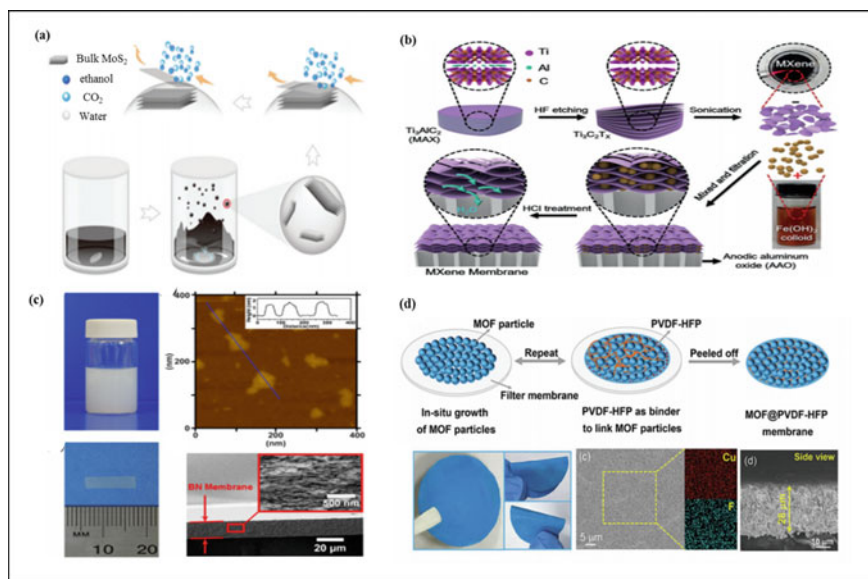 (a)
Bulk MoS2
ethanol
CO2
Water
(b)
Ti
Al
C
MXene
HF etching
Sonication
Ti3AlC2
(MAX)
Ti3C2TX
Mixed and filtration
HCl treatment
Fe(OH)3
colloid
MXene Membrane
Anodic aluminum
oxide (AAO)
(c)
400
200
0
(nm)
0 200 400
(nm)
MM 10 20
BN Membrane
500 nm
20 μm
(d)
MOF particle
PVDF-HFP
Repeat
Peeled off
Filter membrane
In-situ growth
of MOF particles
PVDF-HFP as binder
to link MOF particles
MOF@PVDF-HFP
membrane
(c)
Cu
F
5 μm
(d)
Side view
10 μm